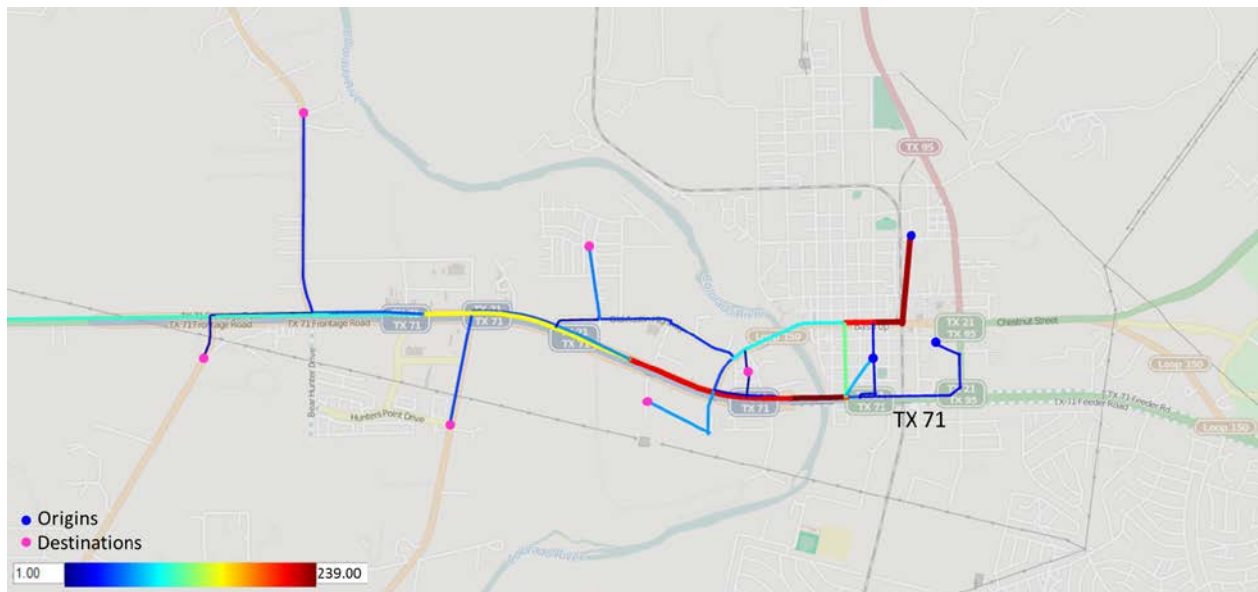 TX 95
TX 71 Frontage Road
TX 71 Frontage Road
TX 71
TX 71
TX 71
Loop 150
TX 21
TX 95
Chestnut Street
Loop 150
Bear Hunter Drive
Hunters Point Drive
TX 71
TX 21
TX 95
TX 71 Feeder Rd
TX 71 Feeder Road
Loop 150
TX 71
Origins
Destinations
1.00
239.00